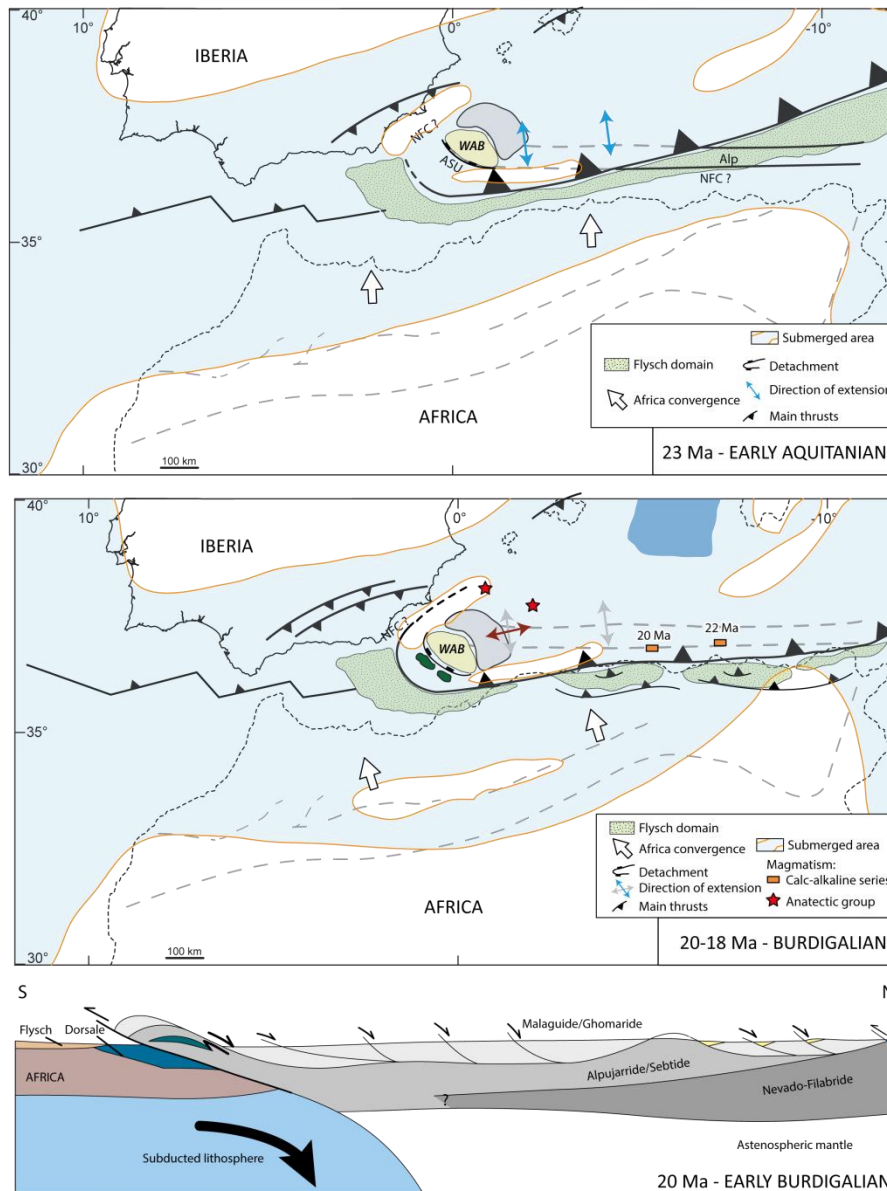 40°
10°
0°
-10°
IBERIA
NFC ?
WAB
ASU
Alp
NFC ?
35°
AFRICA
30°
100 km
Flysch domain
Africa convergence
Submerged area
Detachment
Direction of extension
Main thrusts
23 Ma - EARLY AQUITANIAN
40°
10°
0°
-10°
IBERIA
NFC ?
WAB
20 Ma
22 Ma
35°
AFRICA
30°
100 km
Flysch domain
Africa convergence
Detachment
Direction of extension
Main thrusts
Submerged area
Magmatism:
Calc-alkaline series
Anatectic group
20-18 Ma - BURDIGALIAN
S
Flysch
Dorsale
Malaguide/Ghomaride
AFRICA
Alpujarride/Sebtide
Nevado-Filabride
?
Subducted lithosphere
Astenospheric mantle
20 Ma - EARLY BURDIGALIAN